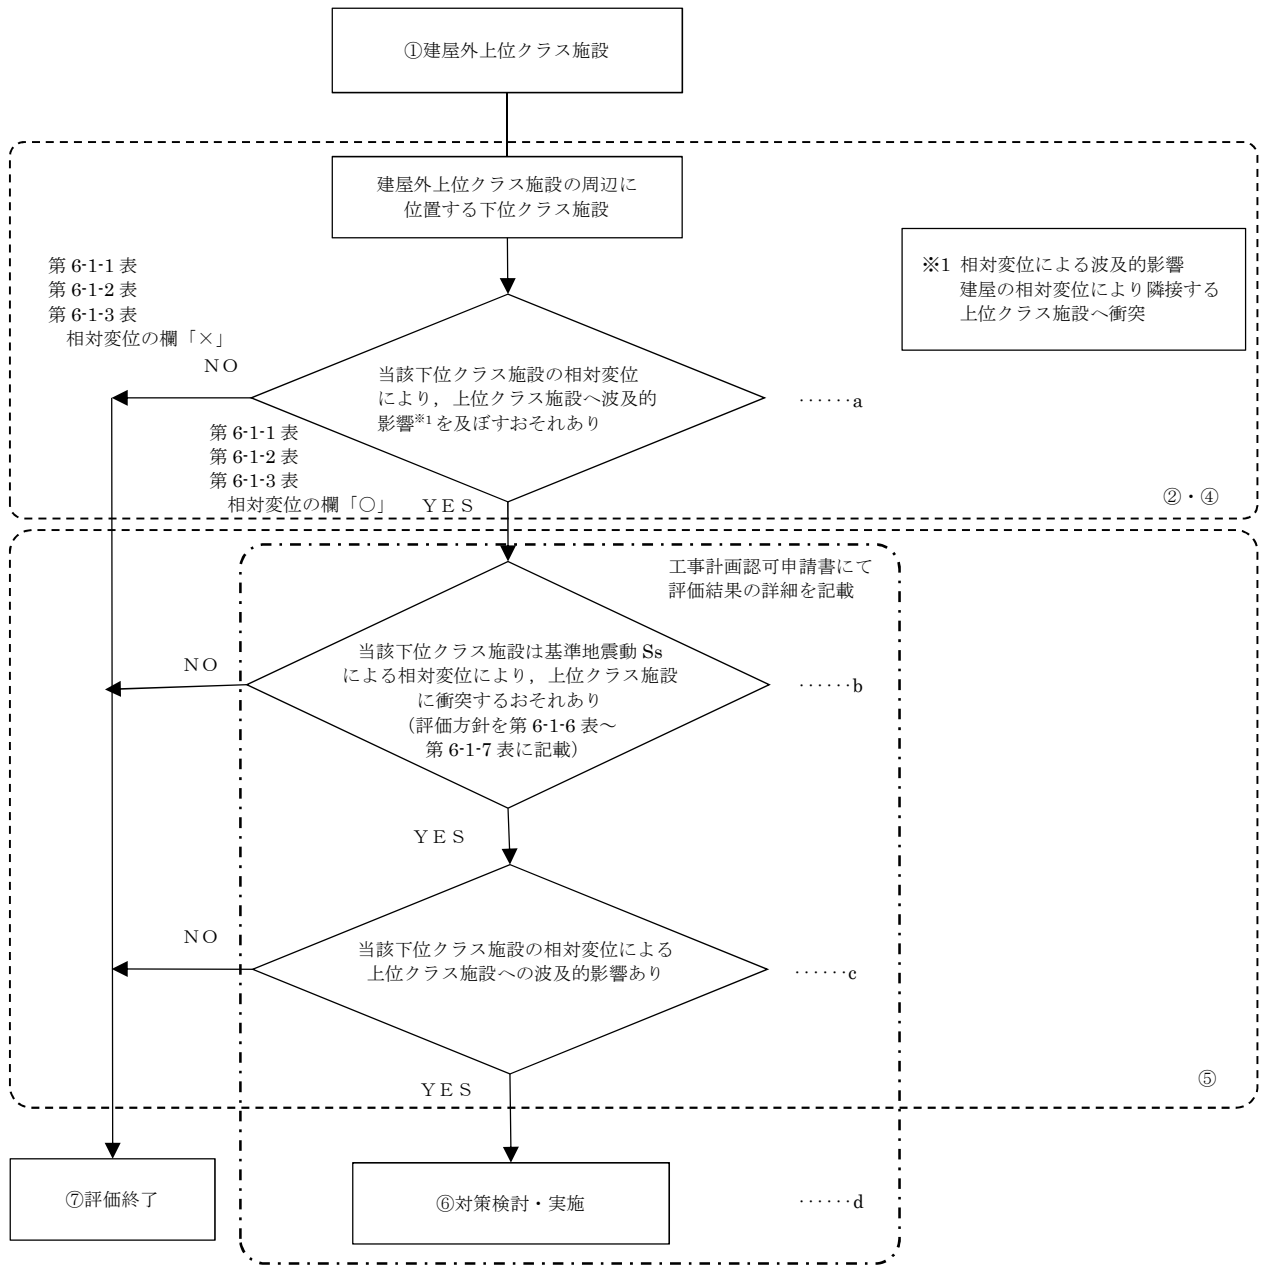 ①建屋外上位クラス施設
建屋外上位クラス施設の周辺に
位置する下位クラス施設
※1 相対変位による波及的影響
建屋の相対変位により隣接する
上位クラス施設へ衝突
第 6-1-1 表
第 6-1-2 表
第 6-1-3 表
相対変位の欄「×」
NO
当該下位クラス施設の相対変位
により，上位クラス施設へ波及的
影響※1 を及ぼすおそれあり
······a
第 6-1-1 表
第 6-1-2 表
第 6-1-3 表
相対変位の欄「○」
YES
②・④
工事計画認可申請書にて
評価結果の詳細を記載
NO
当該下位クラス施設は基準地震動 Ss
による相対変位により，上位クラス施設
に衝突するおそれあり
（評価方針を第 6-1-6 表～
第 6-1-7 表に記載）
······b
YES
NO
当該下位クラス施設の相対変位による
上位クラス施設への波及的影響あり
······c
YES
⑤
⑦評価終了
⑥対策検討・実施
······d